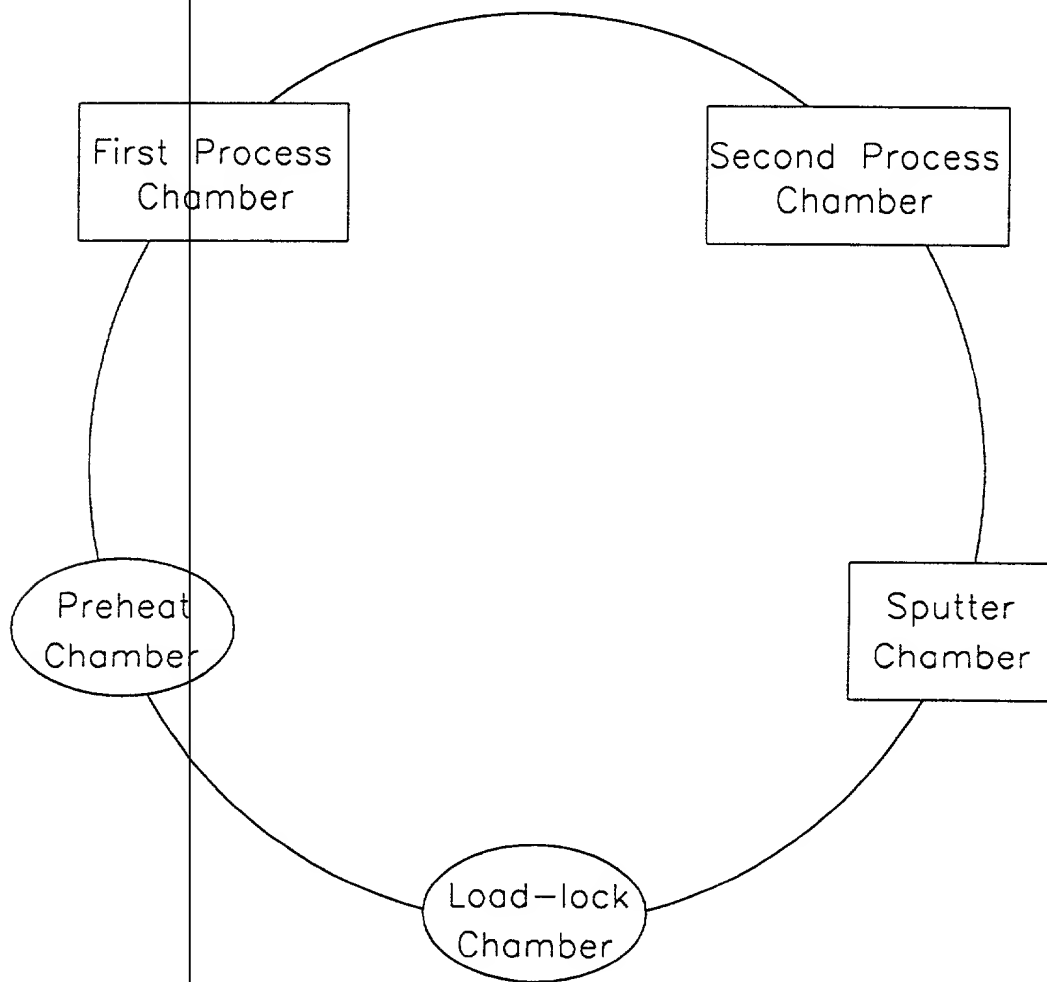 First Process
Chamber
Second Process
Chamber
Preheat
Chamber
Sputter
Chamber
Load-lock
Chamber